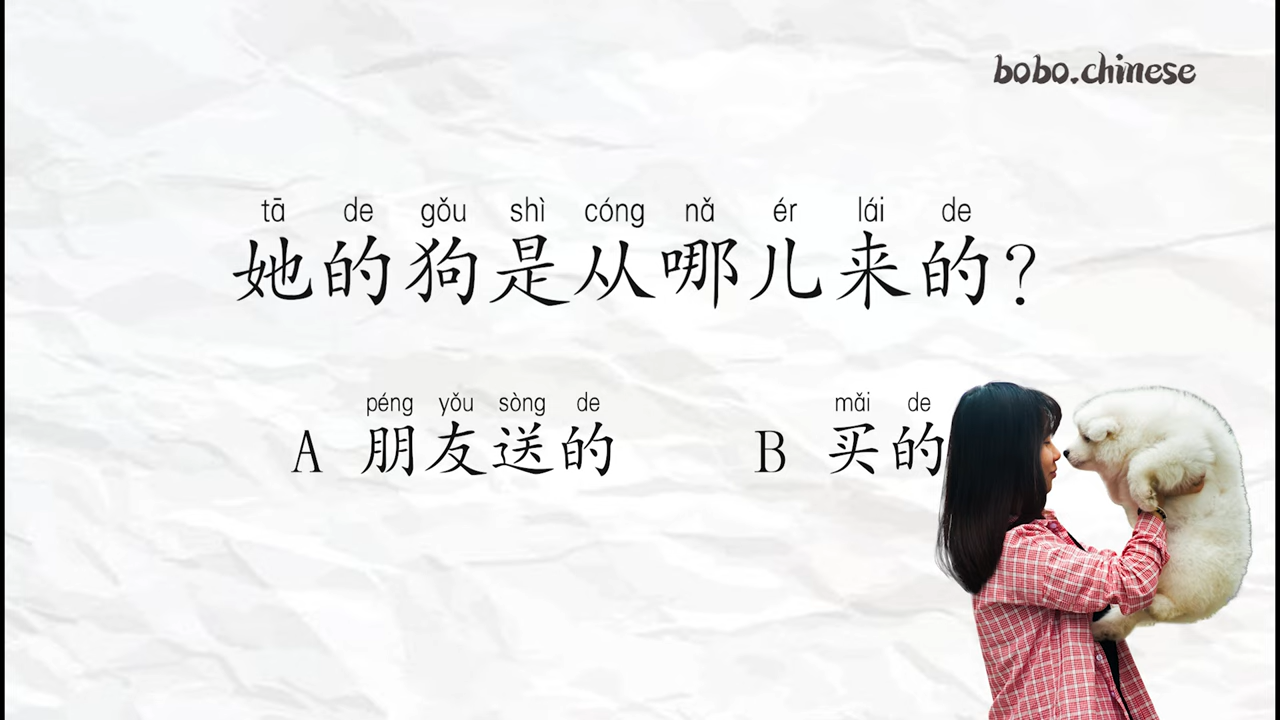 bobo.chinese
tā de gǒu shì cóng nǎ ér lái de
她的狗是从哪儿来的?
péng yǒu sòng de mǎi de
A 朋友送的 B 买的